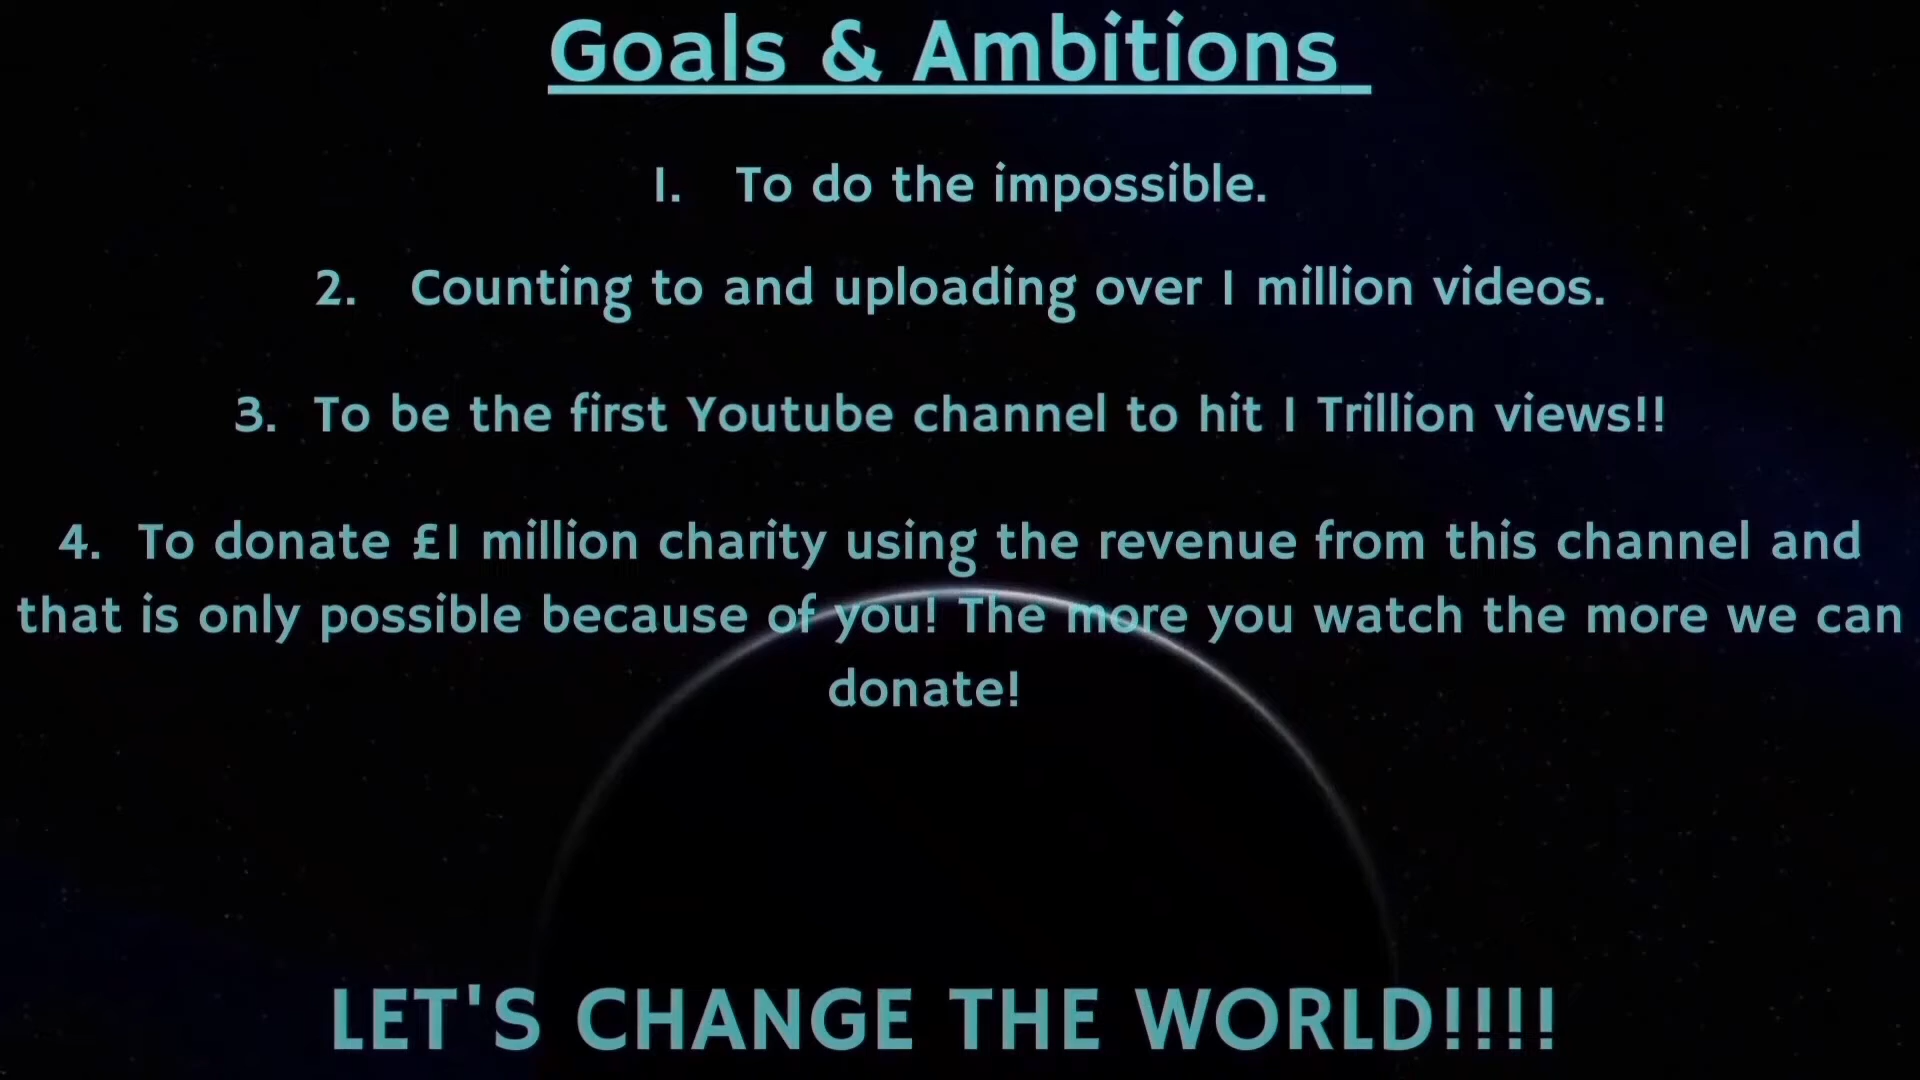 Goals & Ambitions
1. To do the impossible.
2. Counting to and uploading over 1 million videos.
3. To be the first Youtube channel to hit 1 Trillion views!!
4. To donate £1 million charity using the revenue from this channel and
that is only possible because of you! The more you watch the more we can
donate!
LET'S CHANGE THE WORLD!!!!